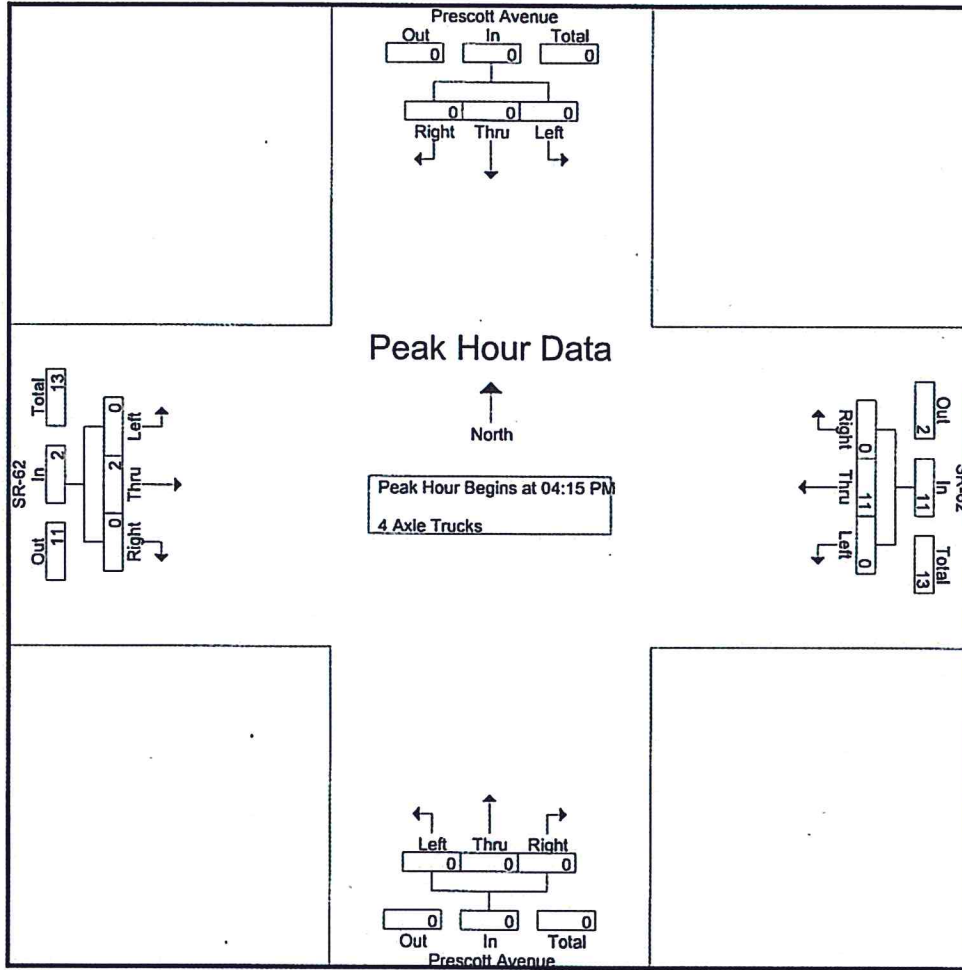 Prescott Avenue
Out In Total
0 0 0
0 0 0
Right Thru Left
Peak Hour Data
North
Peak Hour Begins at 04:15 PM
4 Axle Trucks
SR-62
Out In Total
11 2 13
Right Thru Left
0 2 0
Right Thru Left
0 11 0
Out In Total
2 11 13
Left Thru Right
0 0 0
0 0 0
Out In Total
Prescott Avenue